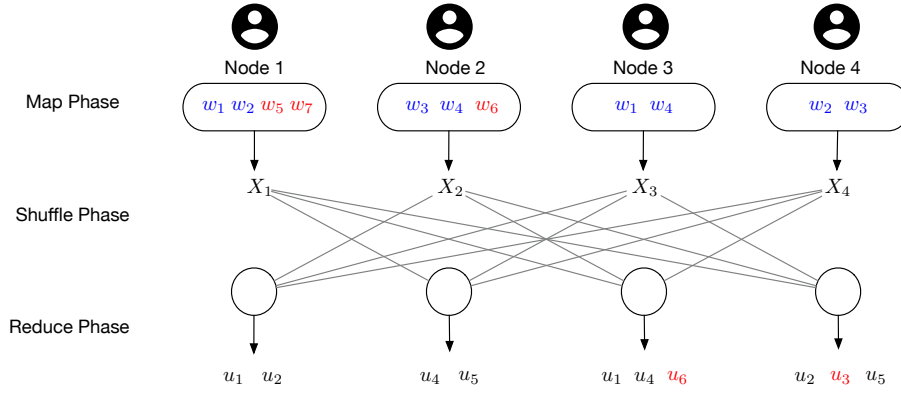 Node 1 Node 2 Node 3 Node 4
Map Phase w₁ w₂ w₅ w₇ w₃ w₄ w₆ w₁ w₄ w₂ w₃
X₁ X₂ X₃ X₄
Shuffle Phase
Reduce Phase
u₁ u₂ u₄ u₅ u₁ u₄ u₆ u₂ u₃ u₅